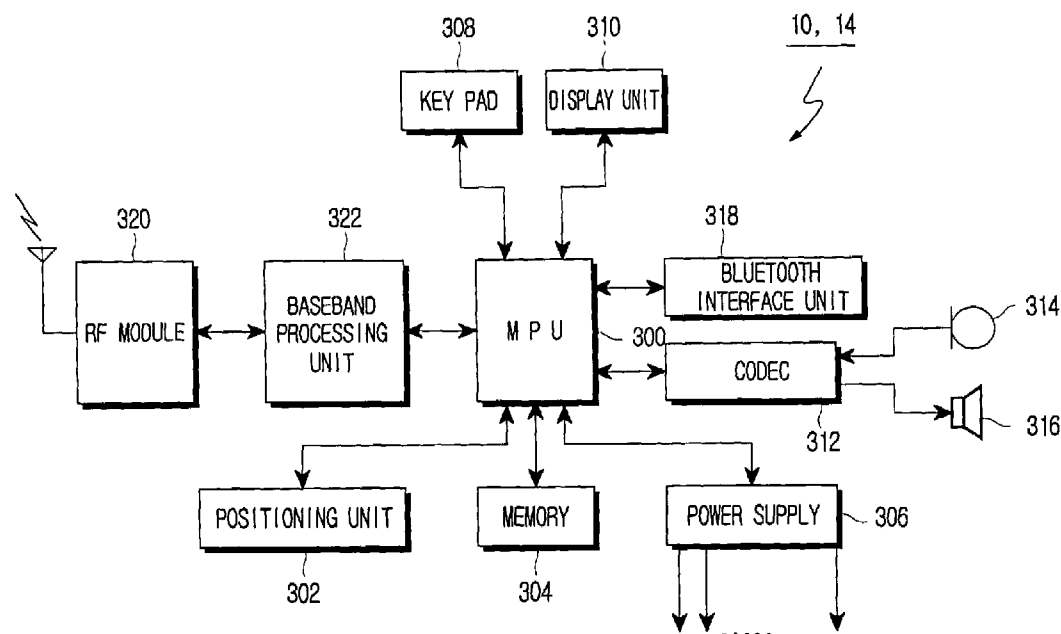 10, 14
308
310
KEY PAD
DISPLAY UNIT
320
322
318
RF MODULE
BASEBAND
PROCESSING
UNIT
MPU
300
BLUETOOTH
INTERFACE UNIT
314
CODEC
312
316
POSITIONING UNIT
MEMORY
POWER SUPPLY
306
302
304